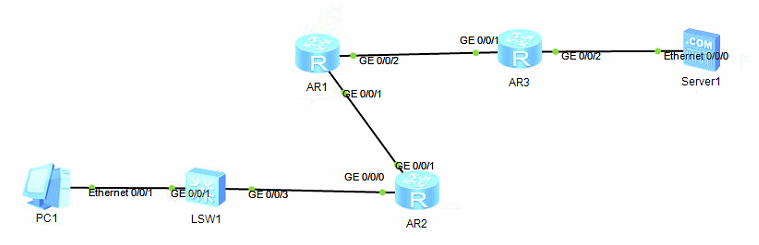 GE 0/0/1
.COM
R
GE 0/0/2
R
GE 0/0/2
Ethernet 0/0/0
AR1
AR3
Server1
GE 0/0/1
GE 0/0/1
GE 0/0/0
Ethernet 0/0/1
GE 0/0/1
GE 0/0/3
R
PC1
LSW1
AR2